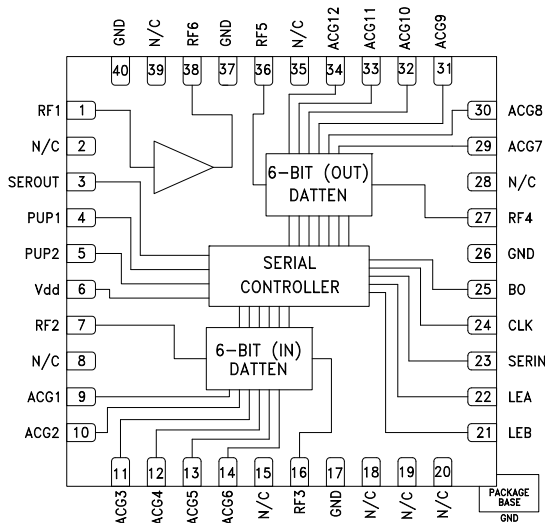 GND
N/C
RF6
GND
RF5
N/C
ACG12
ACG11
ACG10
ACG9
40
39
38
37
36
35
34
33
32
31
RF1 1
N/C 2
SEROUT 3
PUP1 4
PUP2 5
Vdd 6
RF2 7
N/C 8
ACG1 9
ACG2 10
6-BIT (OUT)
DATTEN
SERIAL
CONTROLLER
6-BIT (IN)
DATTEN
30 ACG8
29 ACG7
28 N/C
27 RF4
26 GND
25 BO
24 CLK
23 SERIN
22 LEA
21 LEB
11
12
13
14
15
16
17
18
19
20
ACG3
ACG4
ACG5
ACG6
N/C
RF3
GND
N/C
N/C
N/C
PACKAGE
BASE
GND